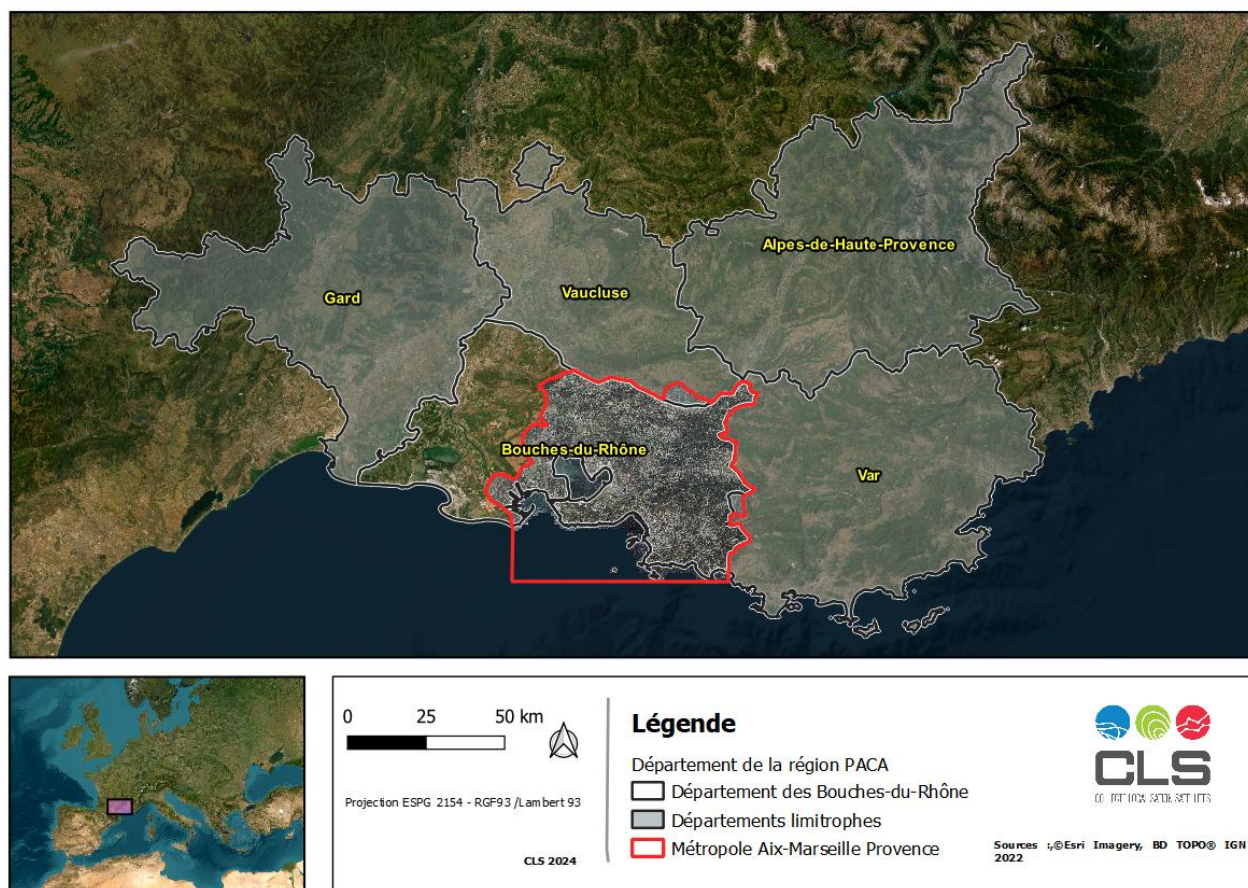 Alpes-de-Haute-Provence
Gard
Vaucluse
Bouches-du-Rhône
Var
0 25 50 km
Projection ESPG 2154 - RGF93 /Lambert 93
CLS 2024
Légende
Département de la région PACA
Département des Bouches-du-Rhône
Départements limitrophes
Métropole Aix-Marseille Provence
CLS
Sources :,©Esri Imagery, BD TOPO® IGN
2022